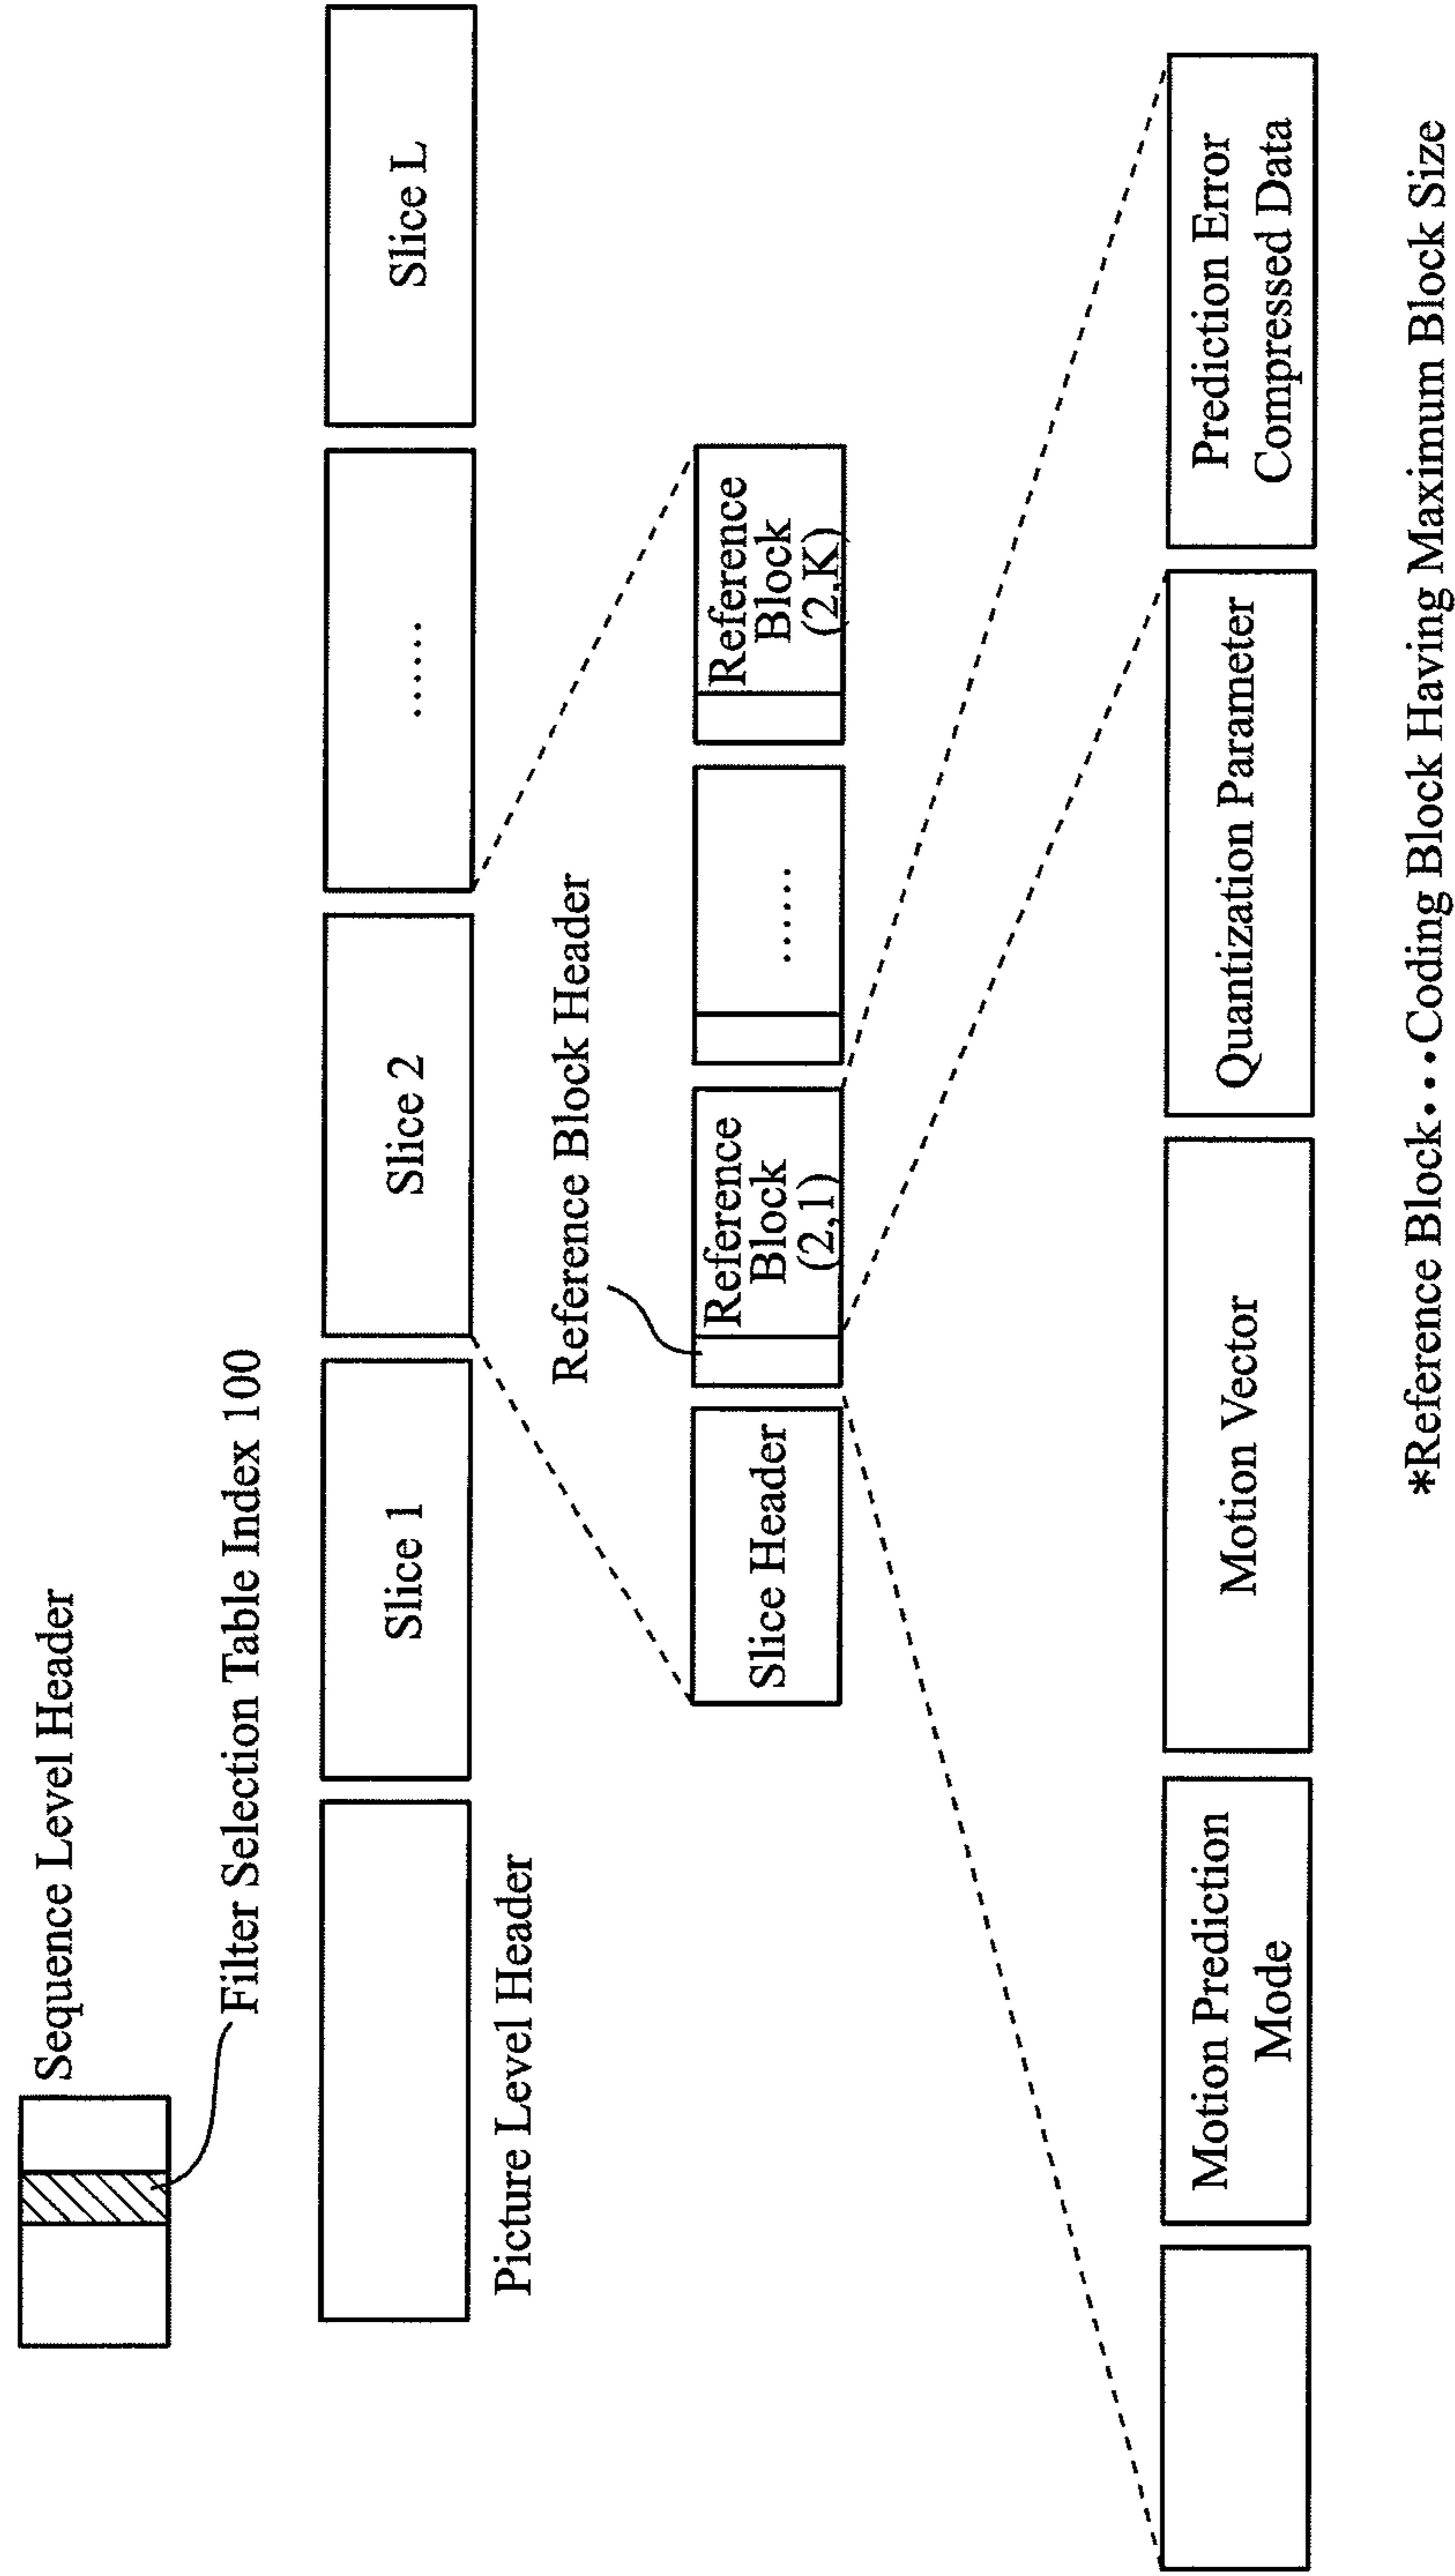 Sequence Level Header
Filter Selection Table Index 100
Slice 1
Slice 2
......
Slice L
Picture Level Header
Reference Block Header
Slice Header
Reference
Block
(2,1)
......
Reference
Block
(2,K)
Motion Prediction
Mode
Motion Vector
Quantization Parameter
Prediction Error
Compressed Data
*Reference Block•••Coding Block Having Maximum Block Size